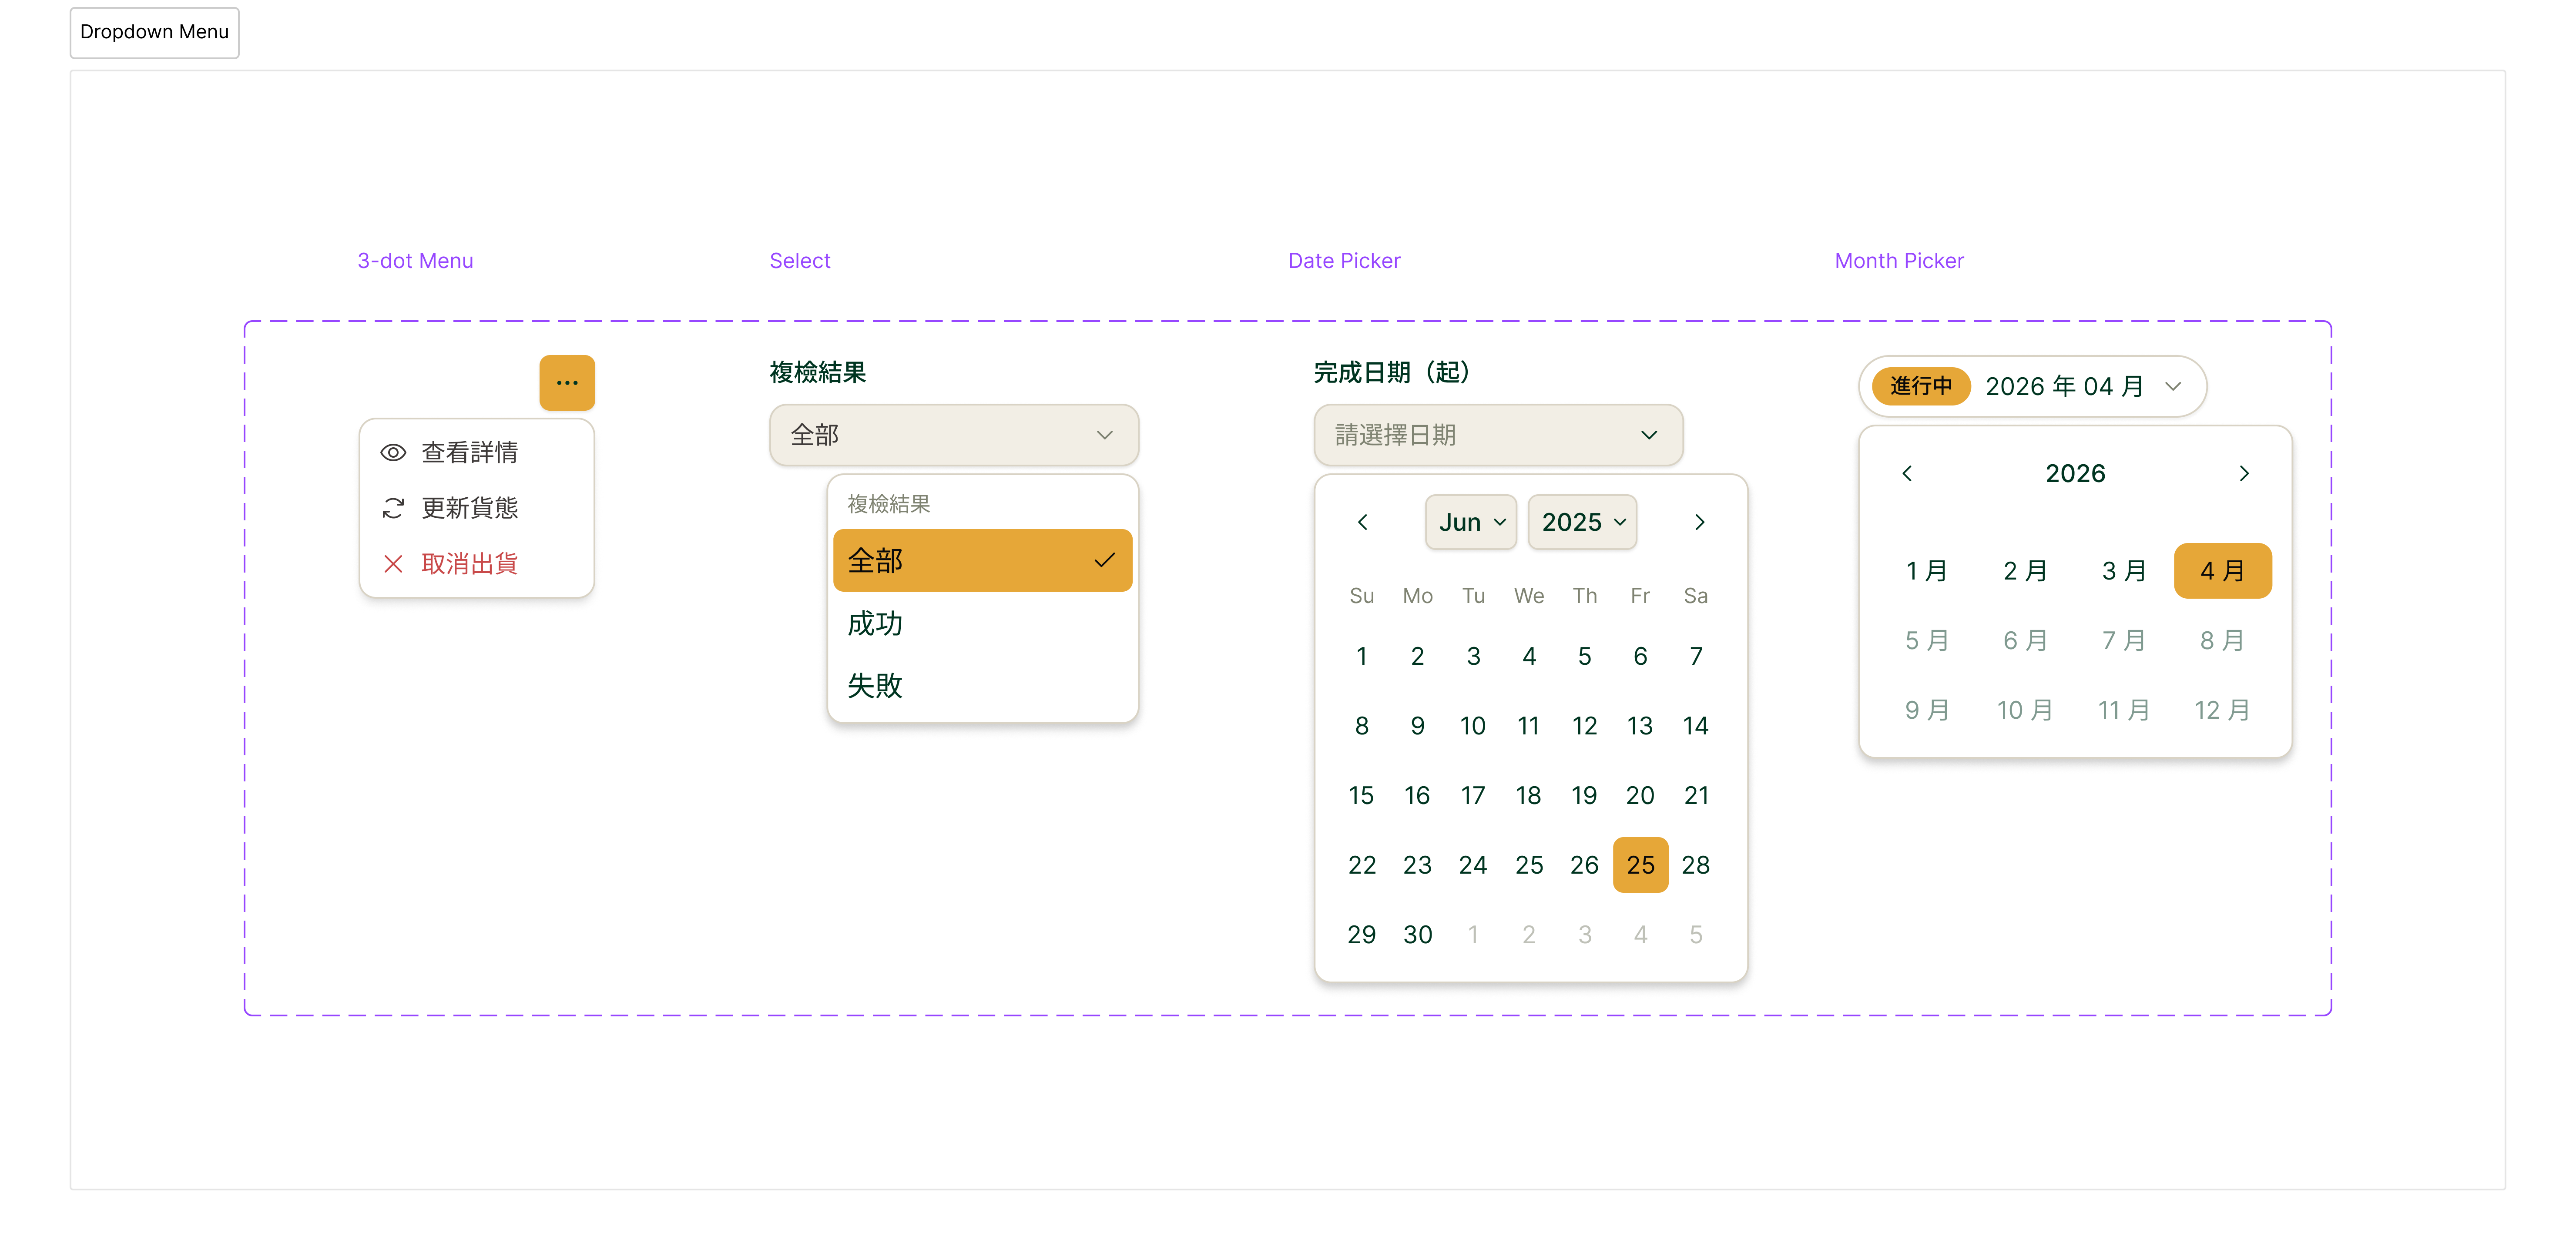 Dropdown Menu
3-dot Menu
Select
Date Picker
Month Picker
...
查看詳情
更新貨態
取消出貨
複檢結果
全部
複檢結果
全部
成功
失敗
完成日期（起）
請選擇日期
Jun 2025
Su Mo Tu We Th Fr Sa
1 2 3 4 5 6 7
8 9 10 11 12 13 14
15 16 17 18 19 20 21
22 23 24 25 26 25 28
29 30 1 2 3 4 5
進行中 2026 年 04 月
2026
1 月 2 月 3 月 4 月
5 月 6 月 7 月 8 月
9 月 10 月 11 月 12 月